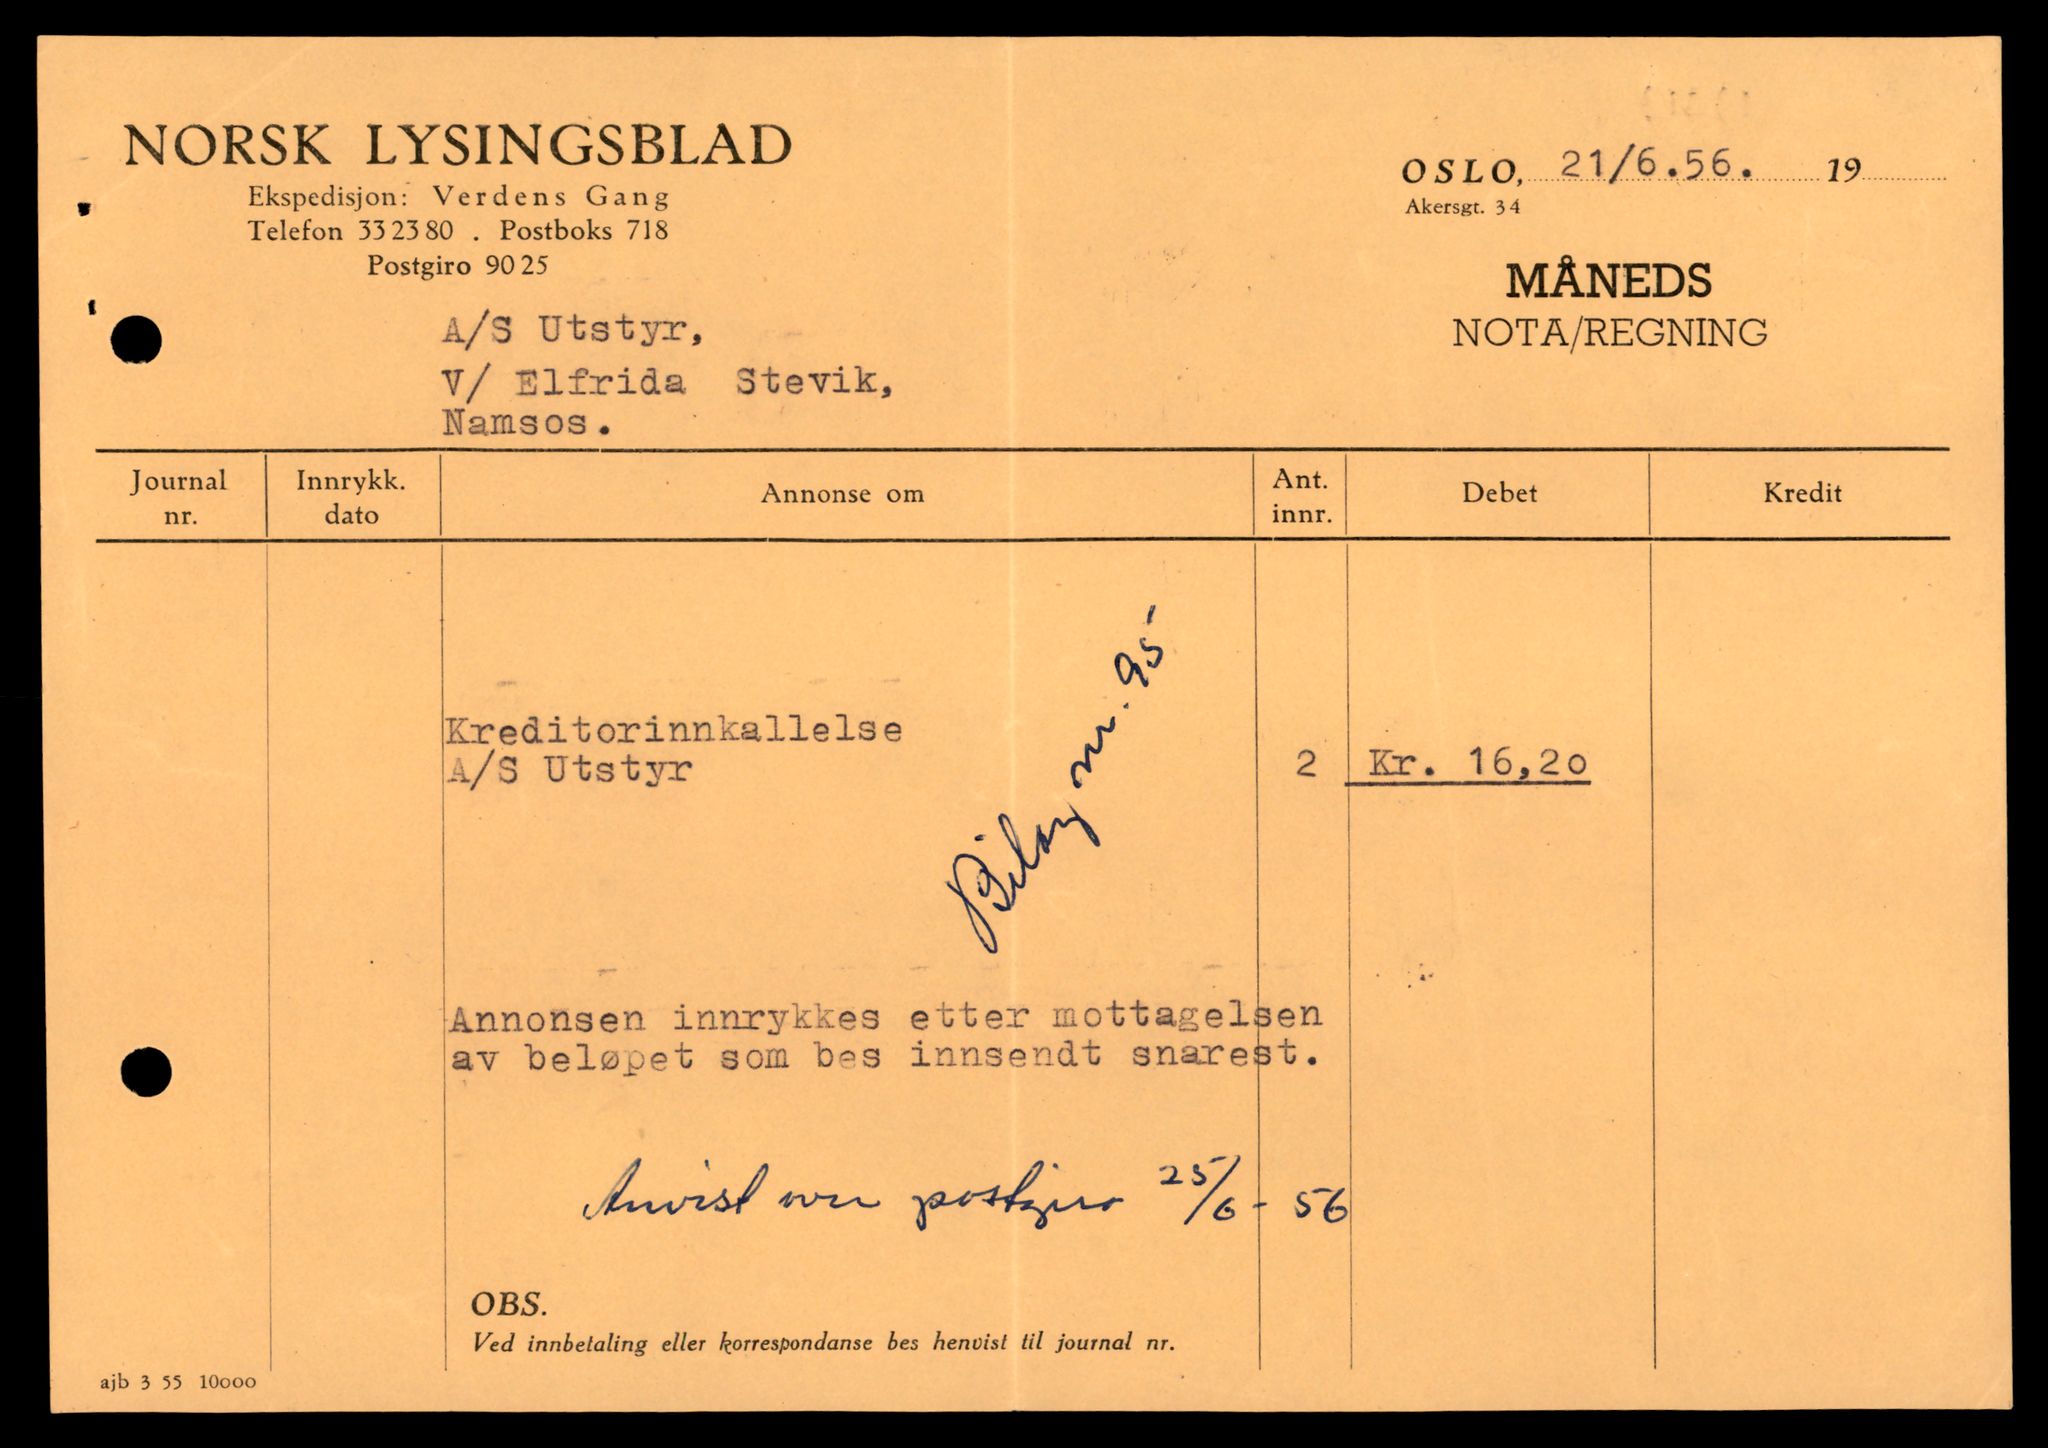 NORSK LYSINGSBLAD
Ekspedisjon: Verdens Gang
Telefon 33 23 80 . Postboks 718
Postgiro 90 25
OSLO, 21/6.56. 19
Akersgt. 34
MÅNEDS
NOTA/REGNING
A/S Utstyr,
V/ Elfrida Stevik,
Namsos.
Journal nr.
Innrykk. dato
Annonse om
Ant. innr.
Debet
Kredit
Bilag nr. 95
Kreditorinnkallelse
A/S Utstyr 2 Kr. 16,20
Annonsen innrykkes etter mottagelsen
av beløpet som bes innsendt snarest.
Anvist over postgiro 25/6 - 56
OBS.
Ved innbetaling eller korrespondanse bes henvist til journal nr.
ajb 3 55 10000